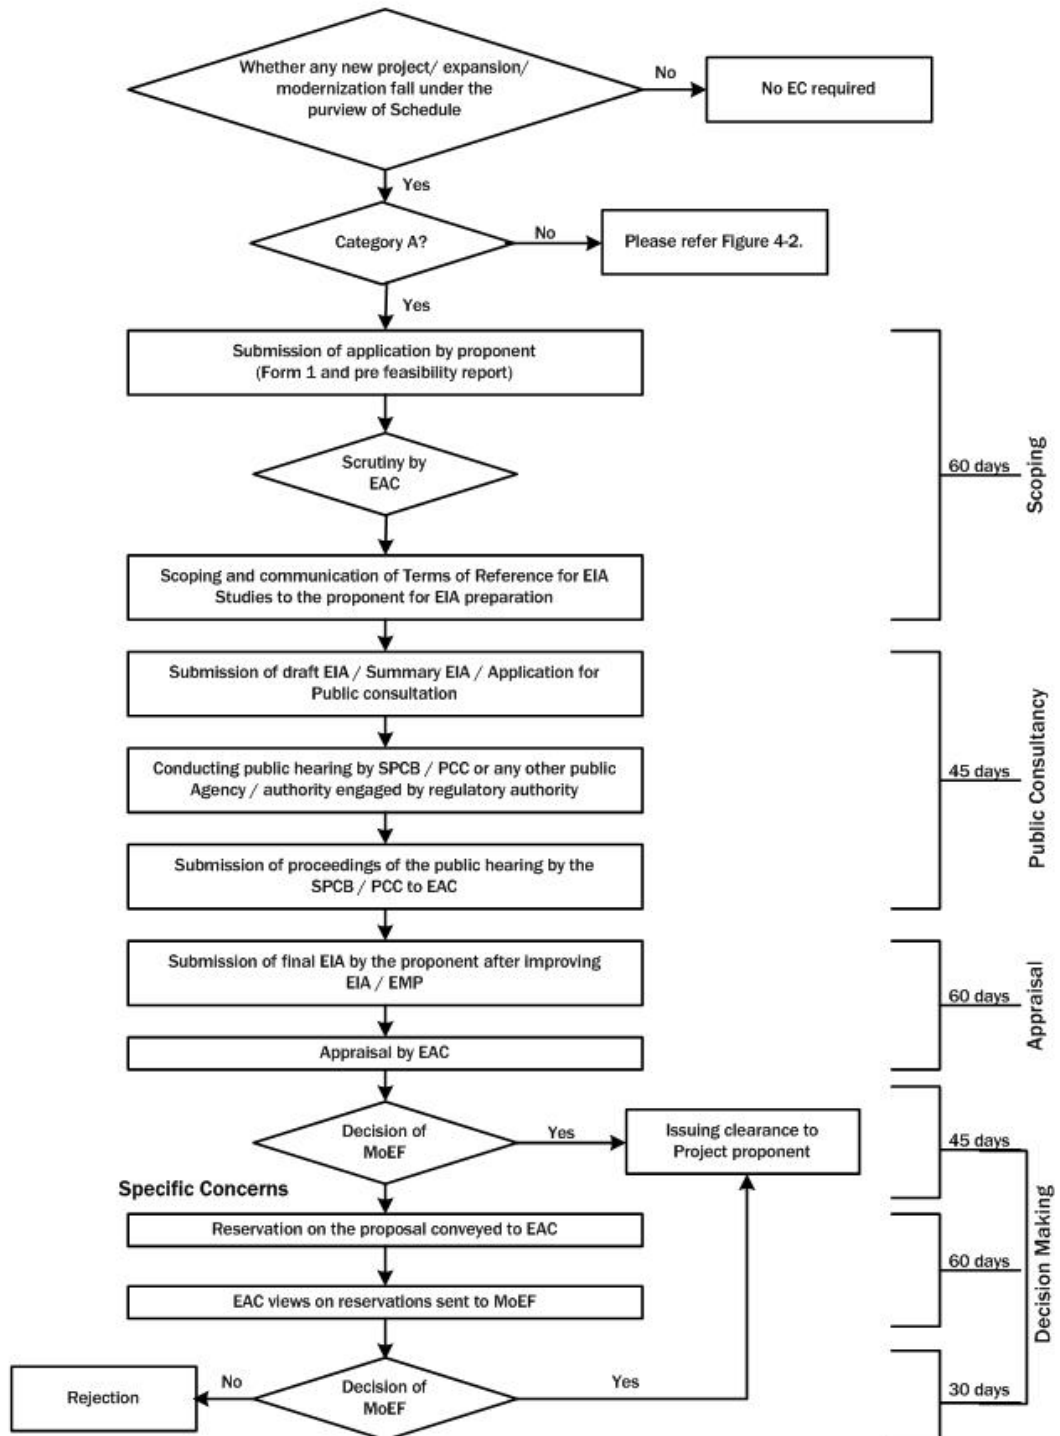 Whether any new project/ expansion/
modernization fall under the
purview of Schedule
No
No EC required
Yes
Category A?
No
Please refer Figure 4-2.
Yes
Submission of application by proponent
(Form 1 and pre feasibility report)
Scrutiny by
EAC
60 days
Scoping
Scoping and communication of Terms of Reference for EIA
Studies to the proponent for EIA preparation
Submission of draft EIA / Summary EIA / Application for
Public consultation
Conducting public hearing by SPCB / PCC or any other public
Agency / authority engaged by regulatory authority
45 days
Public Consultancy
Submission of proceedings of the public hearing by the
SPCB / PCC to EAC
Submission of final EIA by the proponent after improving
EIA / EMP
60 days
Appraisal
Appraisal by EAC
Decision of
MoEF
Yes
Issuing clearance to
Project proponent
45 days
Specific Concerns
Reservation on the proposal conveyed to EAC
60 days
Decision Making
EAC views on reservations sent to MoEF
Rejection
No
Decision of
MoEF
Yes
30 days